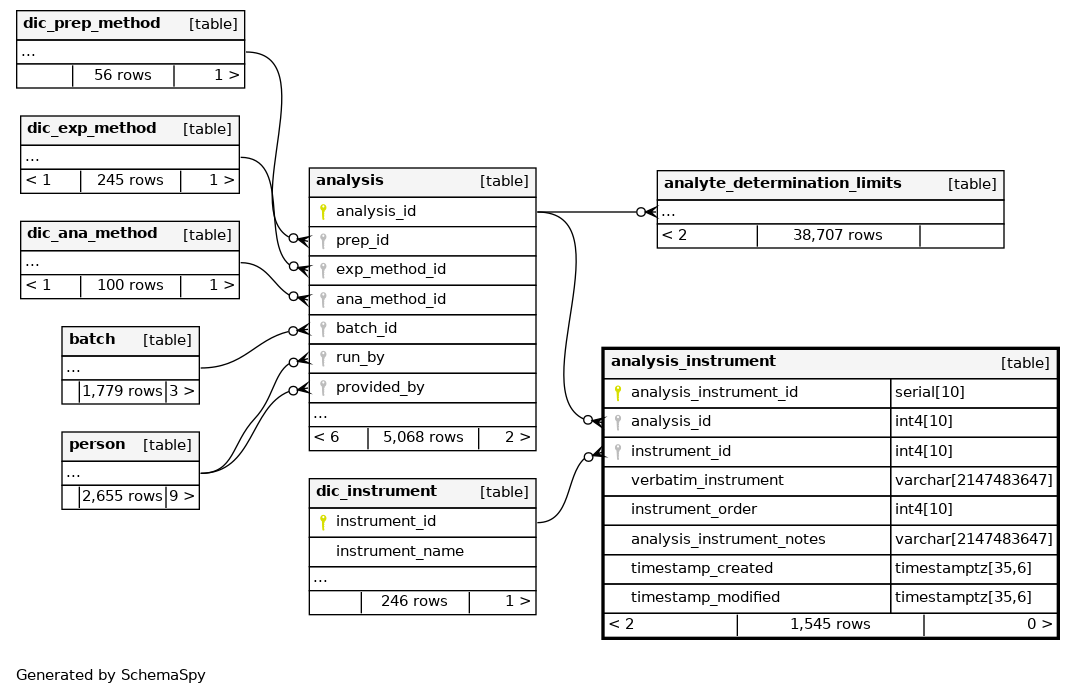 dic_prep_method [table]
...
56 rows 1 >
dic_exp_method [table]
...
< 1 245 rows 1 >
dic_ana_method [table]
...
< 1 100 rows 1 >
batch [table]
...
1,779 rows 3 >
person [table]
...
2,655 rows 9 >
analysis [table]
analysis_id
prep_id
exp_method_id
ana_method_id
batch_id
run_by
provided_by
...
< 6 5,068 rows 2 >
dic_instrument [table]
instrument_id
instrument_name
...
246 rows 1 >
analyte_determination_limits [table]
...
< 2 38,707 rows
analysis_instrument [table]
analysis_instrument_id serial[10]
analysis_id int4[10]
instrument_id int4[10]
verbatim_instrument varchar[2147483647]
instrument_order int4[10]
analysis_instrument_notes varchar[2147483647]
timestamp_created timestamptz[35,6]
timestamp_modified timestamptz[35,6]
< 2 1,545 rows 0 >
Generated by SchemaSpy